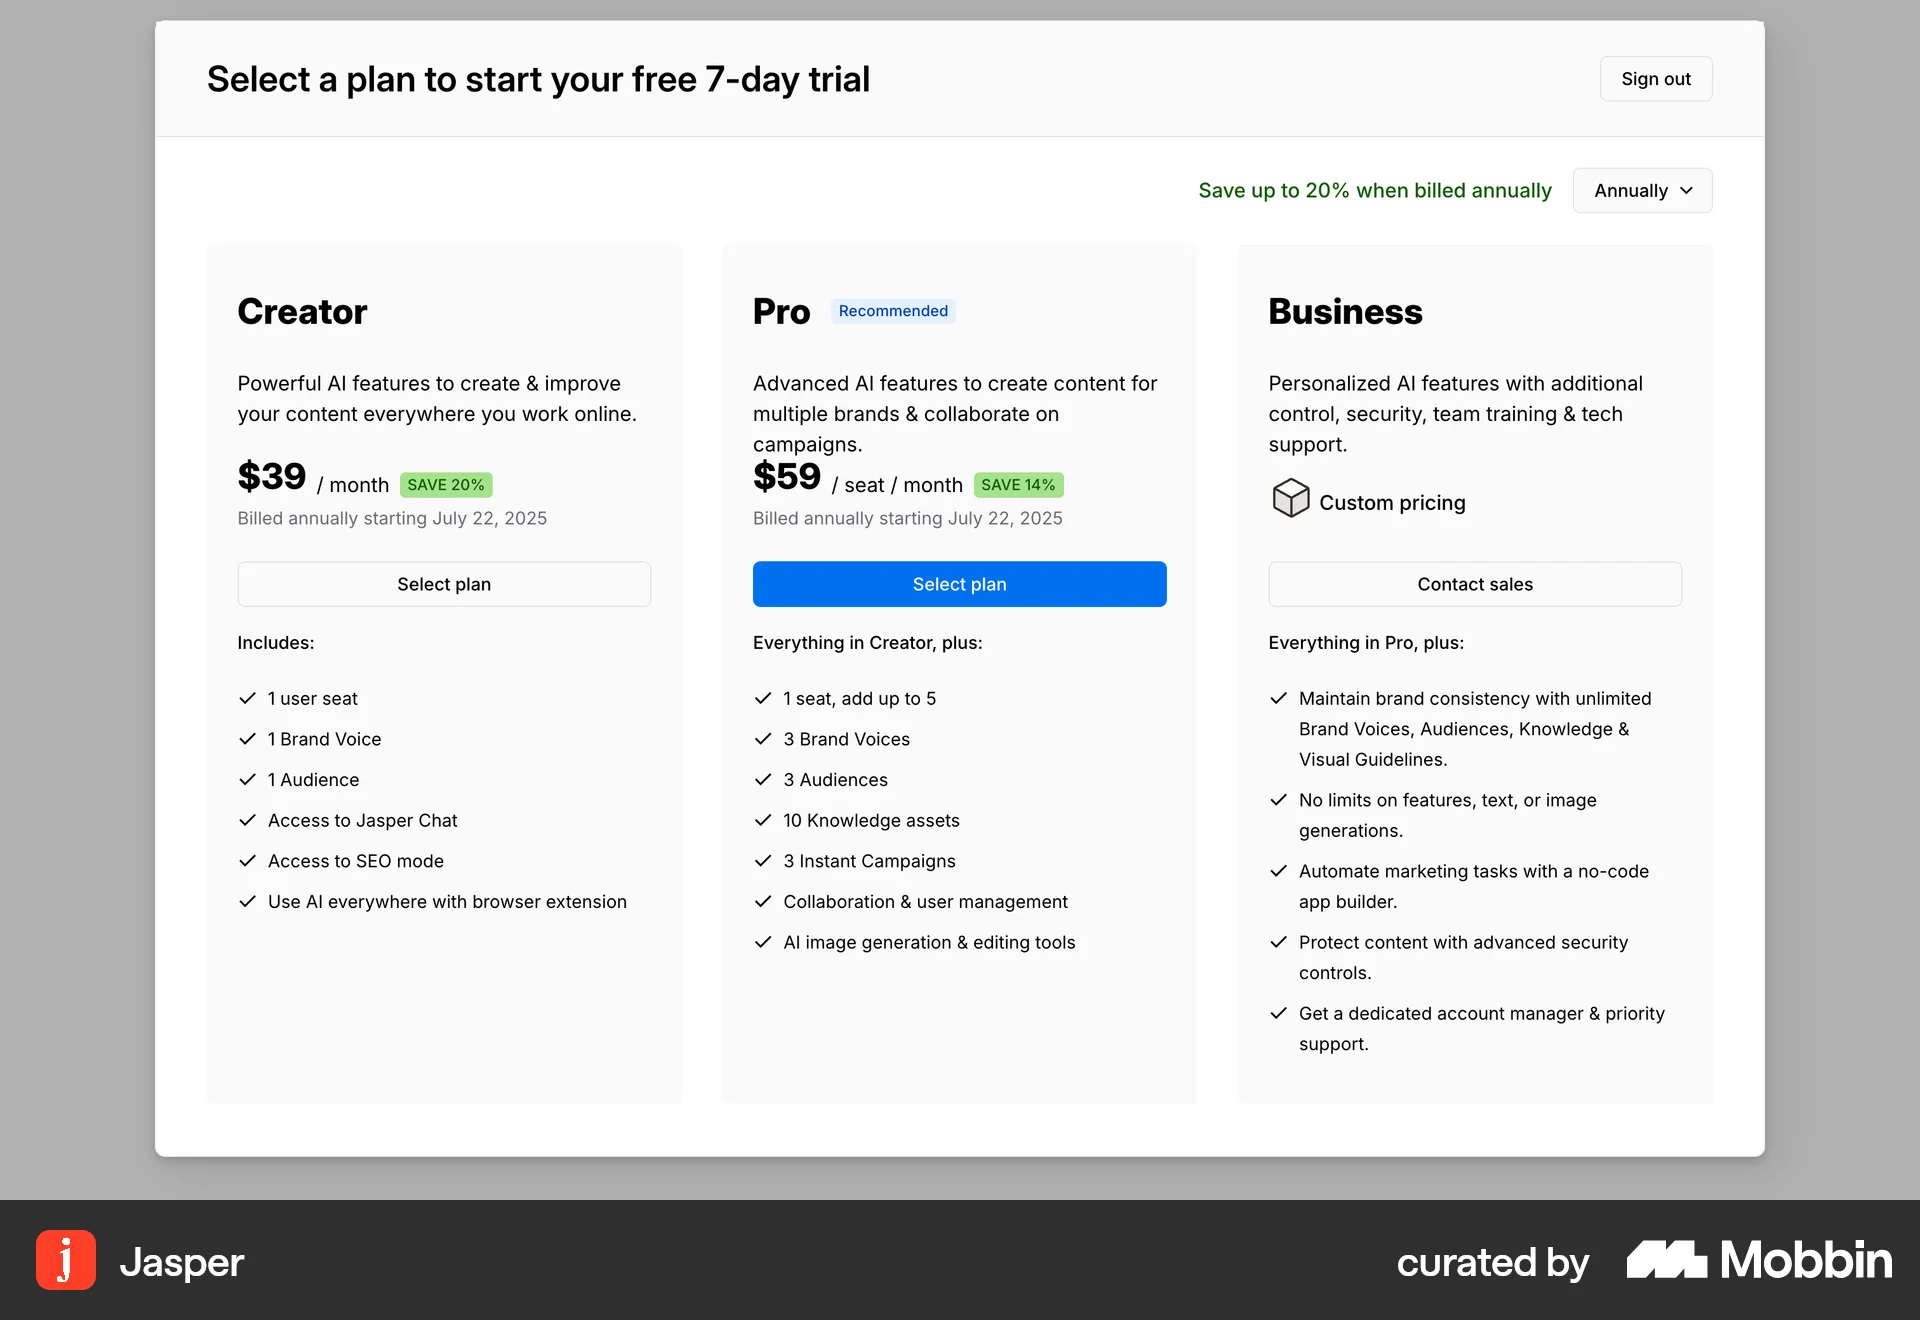 Select a plan to start your free 7-day trial
Sign out
Save up to 20% when billed annually
Annually
Creator
Powerful AI features to create & improve
your content everywhere you work online.
$39 / month SAVE 20%
Billed annually starting July 22, 2025
Select plan
Includes:
1 user seat
1 Brand Voice
1 Audience
Access to Jasper Chat
Access to SEO mode
Use AI everywhere with browser extension
Pro Recommended
Advanced AI features to create content for
multiple brands & collaborate on
campaigns.
$59 / seat / month SAVE 14%
Billed annually starting July 22, 2025
Select plan
Everything in Creator, plus:
1 seat, add up to 5
3 Brand Voices
3 Audiences
10 Knowledge assets
3 Instant Campaigns
Collaboration & user management
AI image generation & editing tools
Business
Personalized AI features with additional
control, security, team training & tech
support.
Custom pricing
Contact sales
Everything in Pro, plus:
Maintain brand consistency with unlimited
Brand Voices, Audiences, Knowledge &
Visual Guidelines.
No limits on features, text, or image
generations.
Automate marketing tasks with a no-code
app builder.
Protect content with advanced security
controls.
Get a dedicated account manager & priority
support.
j Jasper
curated by Mobbin